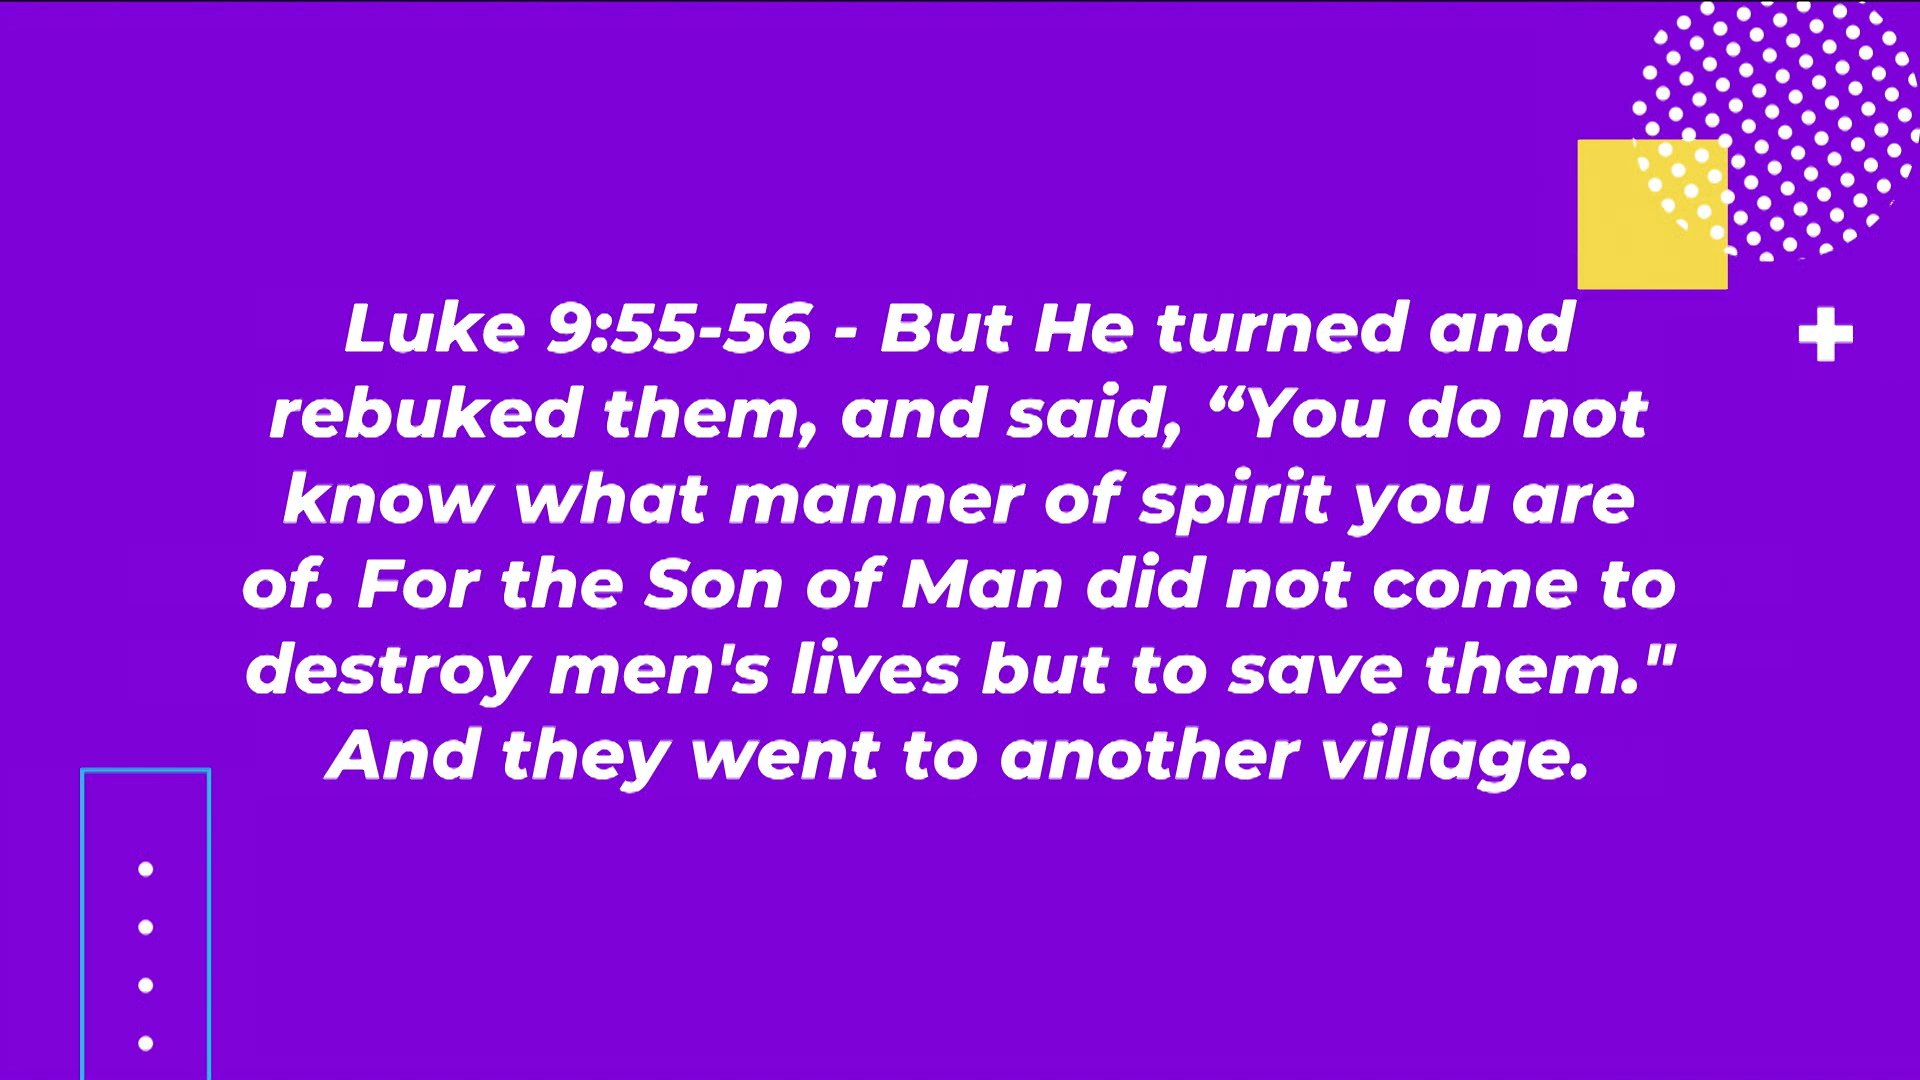 Luke 9:55-56 - But He turned and
rebuked them, and said, “You do not
know what manner of spirit you are
of. For the Son of Man did not come to
destroy men's lives but to save them."
And they went to another village.